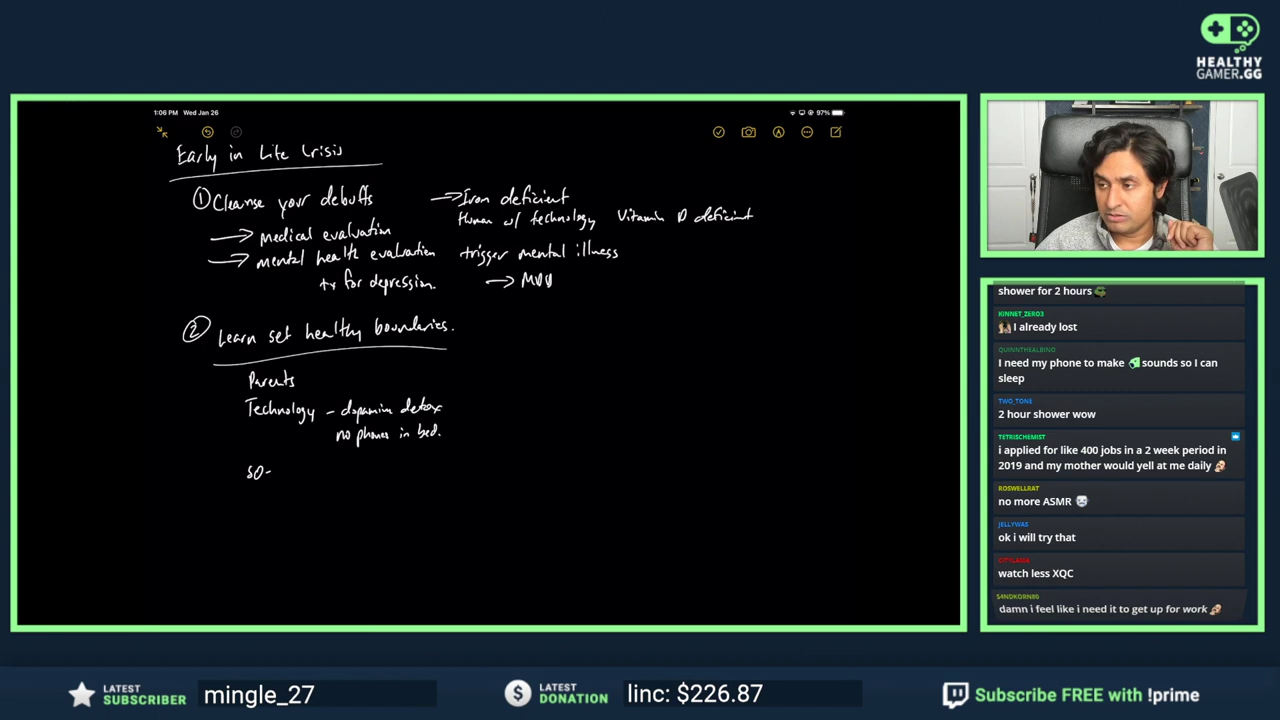 HEALTHY
GAMER.GG
1:06 PM Wed Jan 26
97%
Early in Life Crisis
① Cleanse your debuffs → Iron deficient
Human w/ technology Vitamin D deficient
→ medical evaluation
→ mental health evaluation trigger mental illness
tx for depression. → MDD
② Learn set healthy boundaries.
Parents
Technology - dopamine detox
no phones in bed.
so-
shower for 2 hours
KINNET_ZERO3
I already lost
QUINNTHEALBINO
I need my phone to make sounds so I can
sleep
TWO_TONE
2 hour shower wow
TETRISCHEMIST
i applied for like 400 jobs in a 2 week period in
2019 and my mother would yell at me daily
ROSWELLRAT
no more ASMR
JELLYWAS
ok i will try that
watch less XQC
S4NDKORN86
damn i feel like i need it to get up for work
LATEST
SUBSCRIBER
mingle_27
LATEST
DONATION
linc: $226.87
Subscribe FREE with !prime